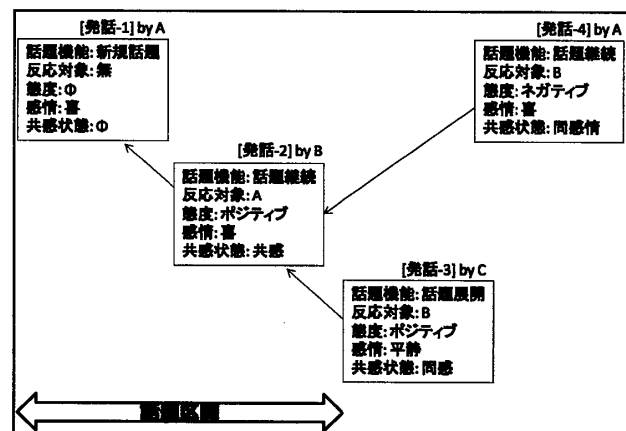 [発話-1] by A
話題機能:新規話題
反応対象:無
態度:Φ
感情:喜
共感状態:Φ
[発話-2] by B
話題機能:話題継続
反応対象:A
態度:ポジティブ
感情:喜
共感状態:共感
[発話-3] by C
話題機能:話題展開
反応対象:B
態度:ポジティブ
感情:平静
共感状態:同感
[発話-4] by A
話題機能:話題継続
反応対象:B
態度:ネガティブ
感情:喜
共感状態:同感情
話題区間